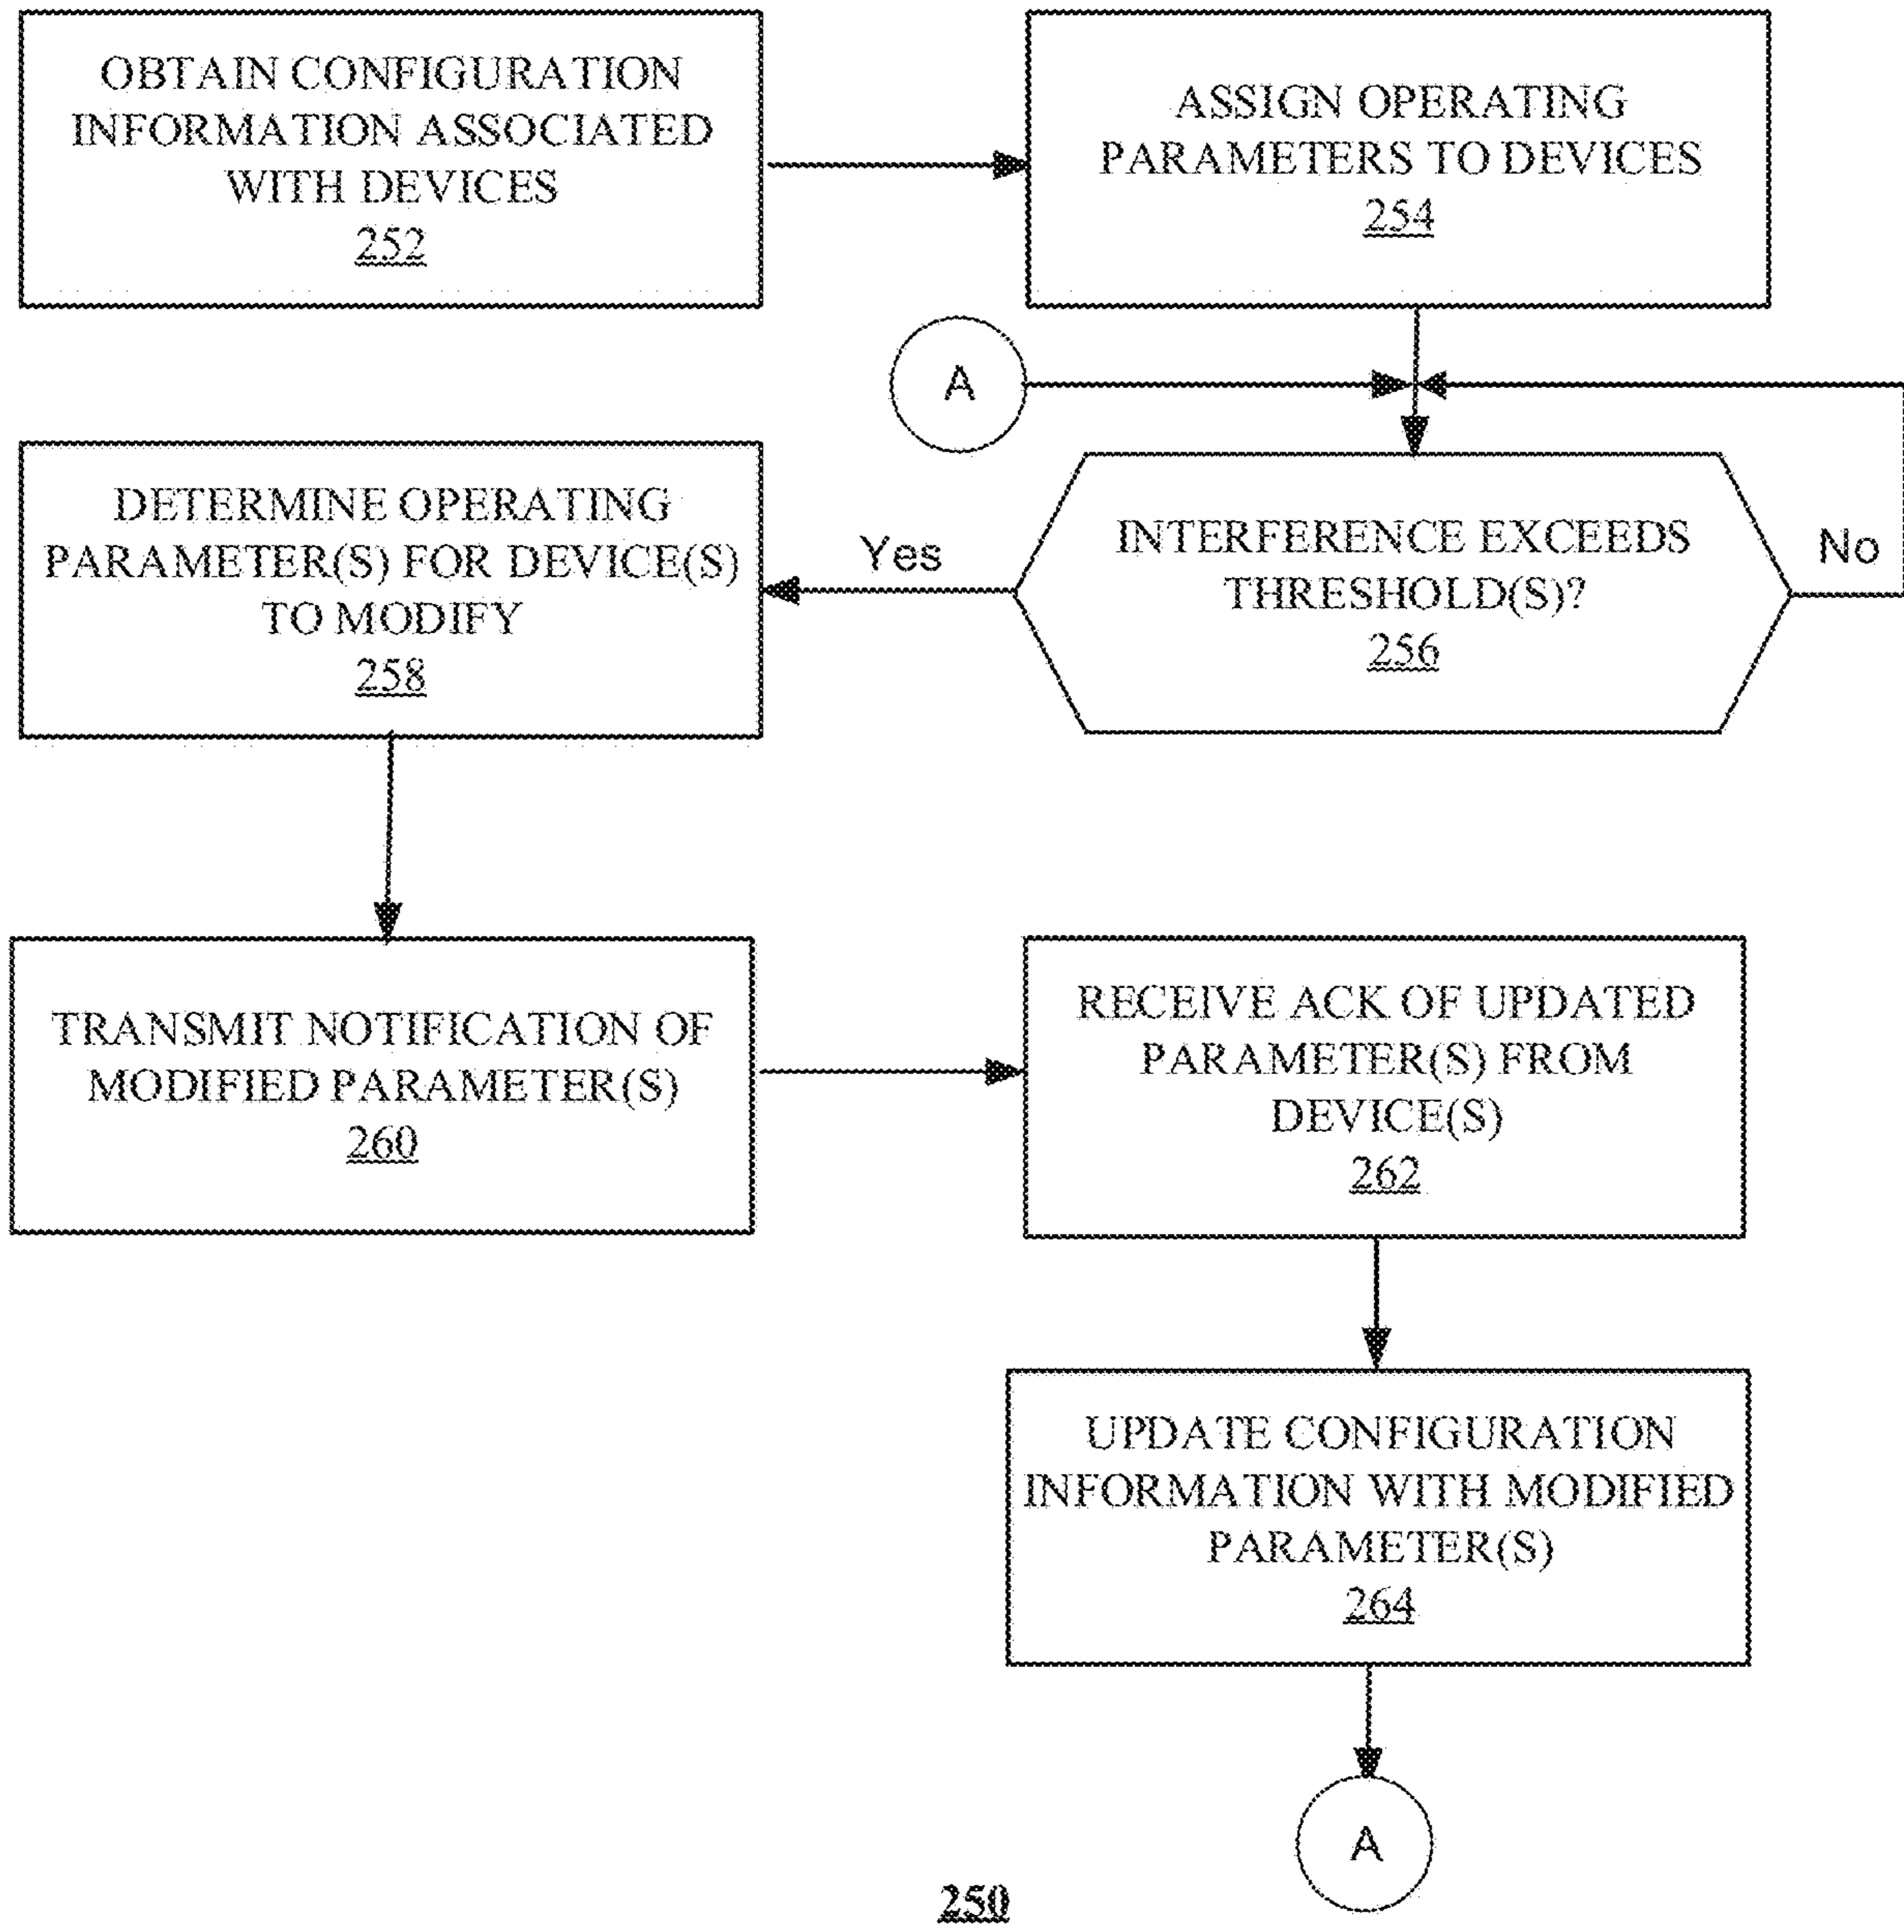 OBTAIN CONFIGURATION
INFORMATION ASSOCIATED
WITH DEVICES
252
ASSIGN OPERATING
PARAMETERS TO DEVICES
254
A
INTERFERENCE EXCEEDS
THRESHOLD(S)?
256
No
Yes
DETERMINE OPERATING
PARAMETER(S) FOR DEVICE(S)
TO MODIFY
258
TRANSMIT NOTIFICATION OF
MODIFIED PARAMETER(S)
260
RECEIVE ACK OF UPDATED
PARAMETER(S) FROM
DEVICE(S)
262
UPDATE CONFIGURATION
INFORMATION WITH MODIFIED
PARAMETER(S)
264
A
250